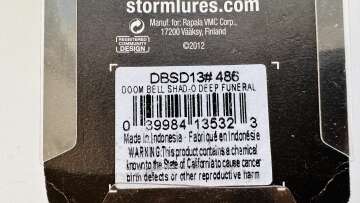 stormlures.com
Made for: Rapala VMC Corp.,
17200 Vääksy, Finland
REGISTERED
COMMUNITY
DESIGN
©2012
DBSD13# 486
DOOM BELL SHAD-O DEEP FUNERAL
0 39984 13532 3
Made in Indonesia - Fabriqué en Indonésie
WARNING:This product contains a chemical
known to the State of California to cause cancer
birth defects or other reproductive harm